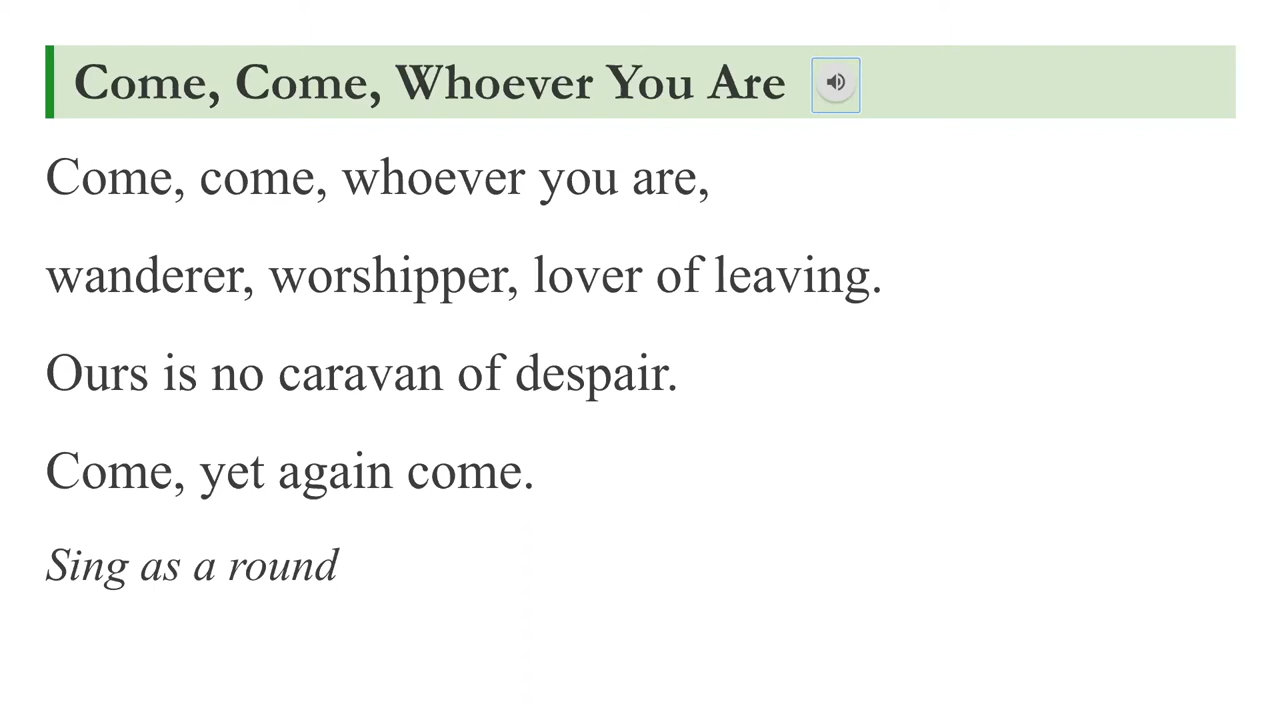 Come, Come, Whoever You Are
Come, come, whoever you are,
wanderer, worshipper, lover of leaving.
Ours is no caravan of despair.
Come, yet again come.
Sing as a round